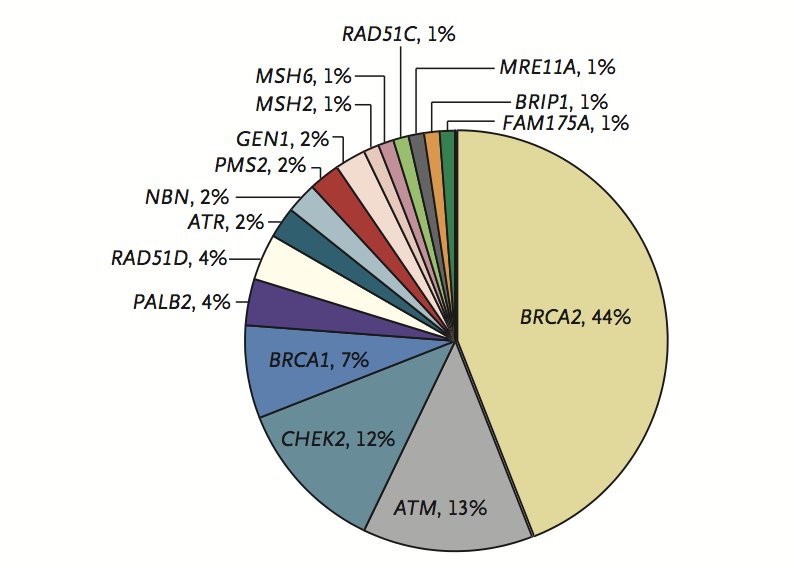 RAD51C, 1%
MRE11A, 1%
MSH6, 1%
BRIP1, 1%
MSH2, 1%
FAM175A, 1%
GEN1, 2%
PMS2, 2%
NBN, 2%
ATR, 2%
RAD51D, 4%
PALB2, 4%
BRCA2, 44%
BRCA1, 7%
CHEK2, 12%
ATM, 13%